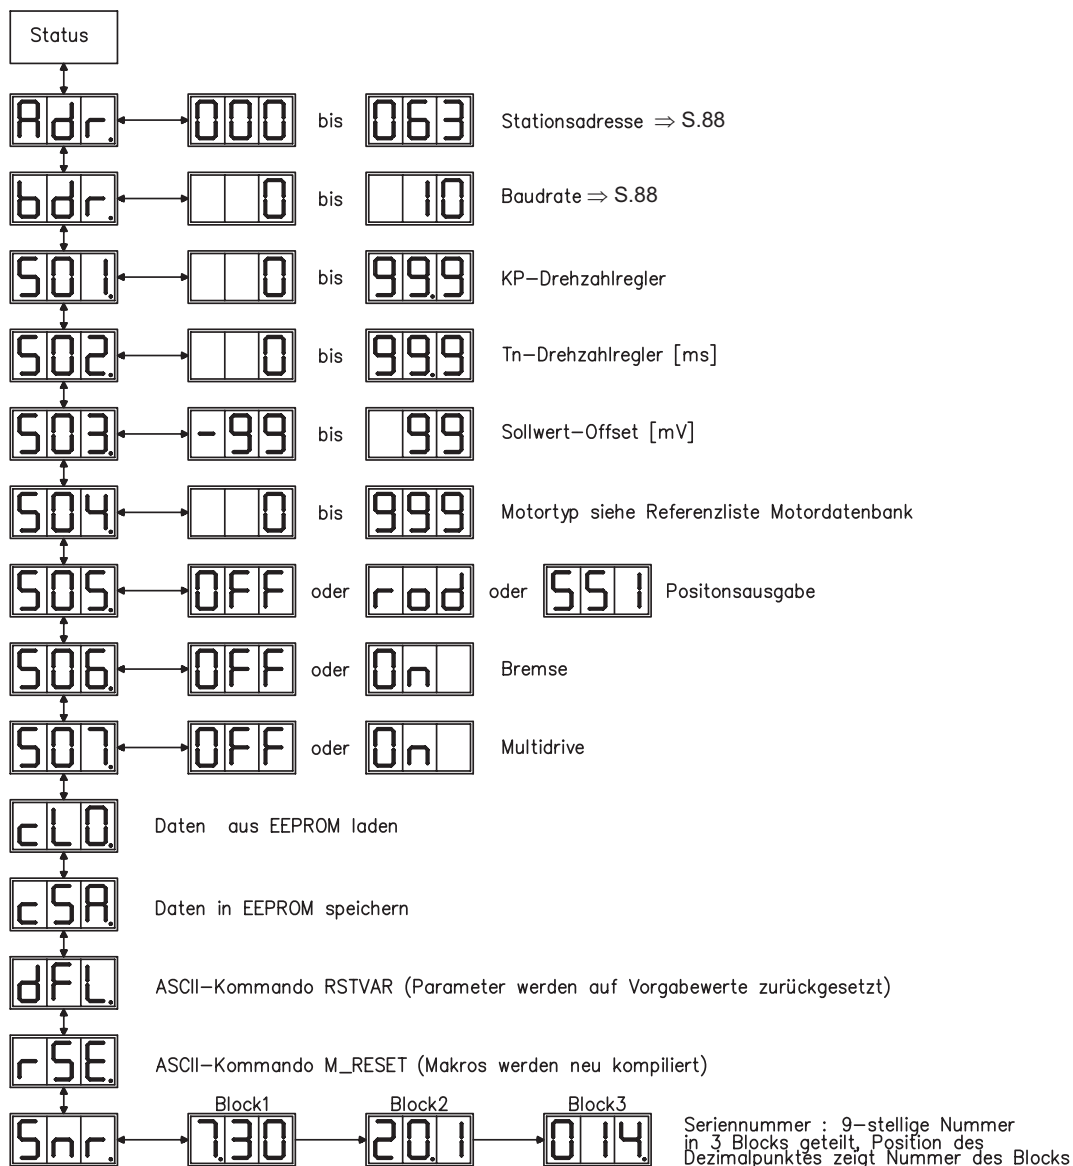 Status
Adr. 000 bis 063 Stationsadresse ⇒ S.88
bdr. 0 bis 10 Baudrate ⇒ S.88
S01. 0 bis 99.9 KP-Drehzahlregler
S02. 0 bis 99.9 Tn-Drehzahlregler [ms]
S03. -99 bis 99 Sollwert-Offset [mV]
S04. 0 bis 999 Motortyp siehe Referenzliste Motordatenbank
S05. OFF oder rod oder SSI Positonsausgabe
S06. OFF oder On Bremse
S07. OFF oder On Multidrive
cL0. Daten aus EEPROM laden
cSA. Daten in EEPROM speichern
dFL. ASCII-Kommando RSTVAR (Parameter werden auf Vorgabewerte zurückgesetzt)
rSE. ASCII-Kommando M_RESET (Makros werden neu kompiliert)
Block1 Block2 Block3
Snr. 7.30 20.1 014. Seriennummer : 9-stellige Nummer
in 3 Blocks geteilt, Position des
Dezimalpunktes zeigt Nummer des Blocks